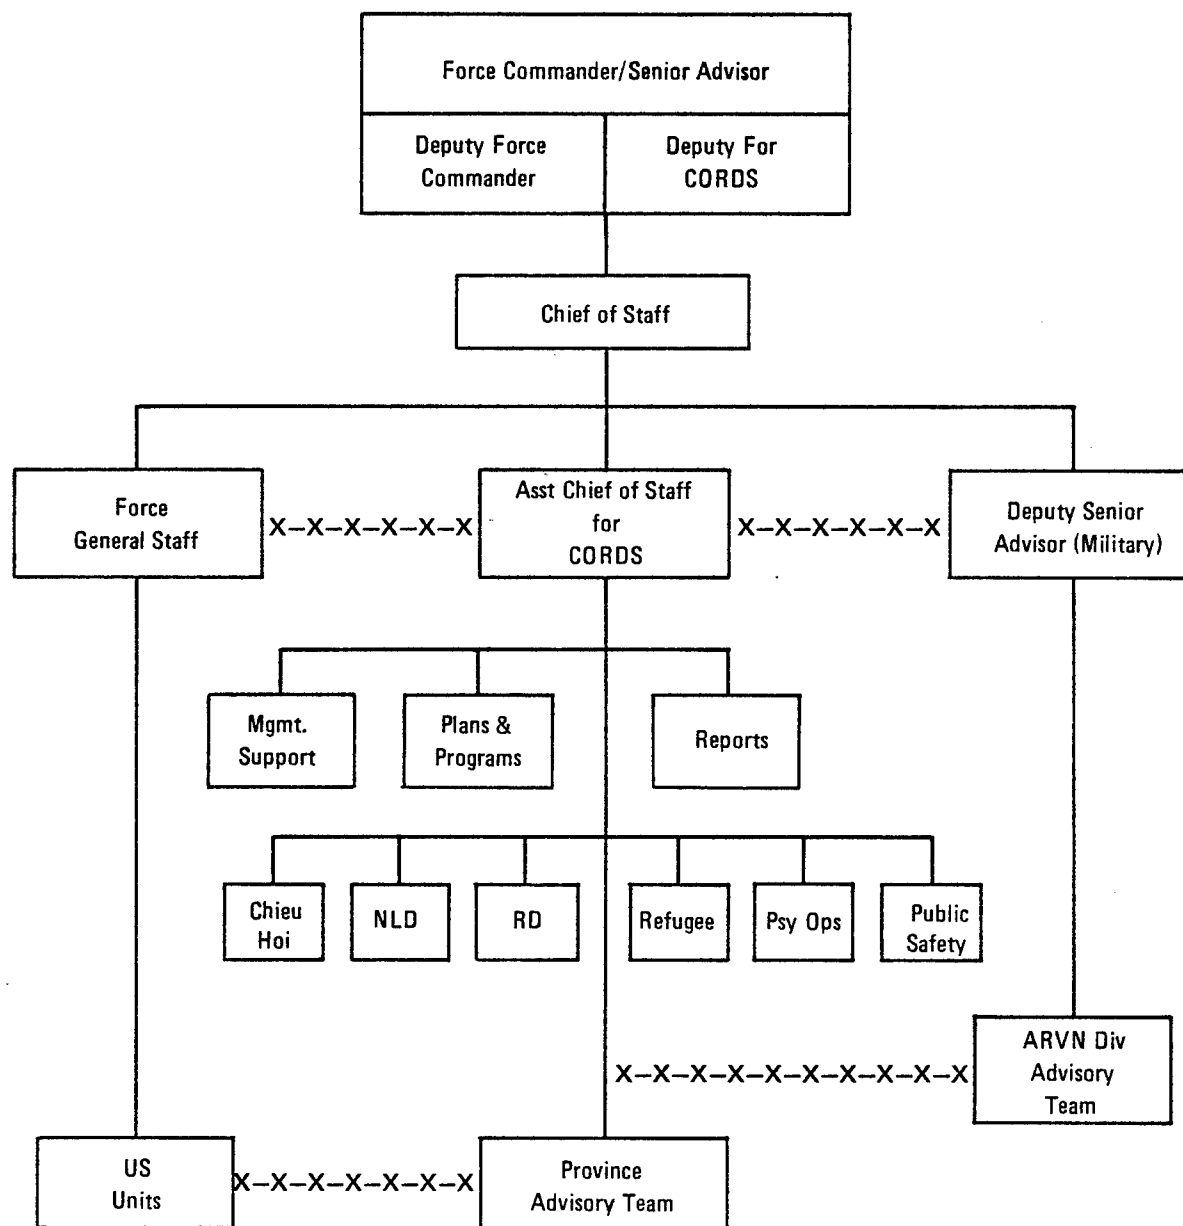 Force Commander/Senior Advisor
Deputy Force
Commander
Deputy For
CORDS
Chief of Staff
Force
General Staff
X–X–X–X–X–X
Asst Chief of Staff
for
CORDS
X–X–X–X–X–X
Deputy Senior
Advisor (Military)
Mgmt.
Support
Plans &
Programs
Reports
Chieu
Hoi
NLD
RD
Refugee
Psy Ops
Public
Safety
X–X–X–X–X–X–X–X–X–X
ARVN Div
Advisory
Team
US
Units
X–X–X–X–X–X–X
Province
Advisory Team